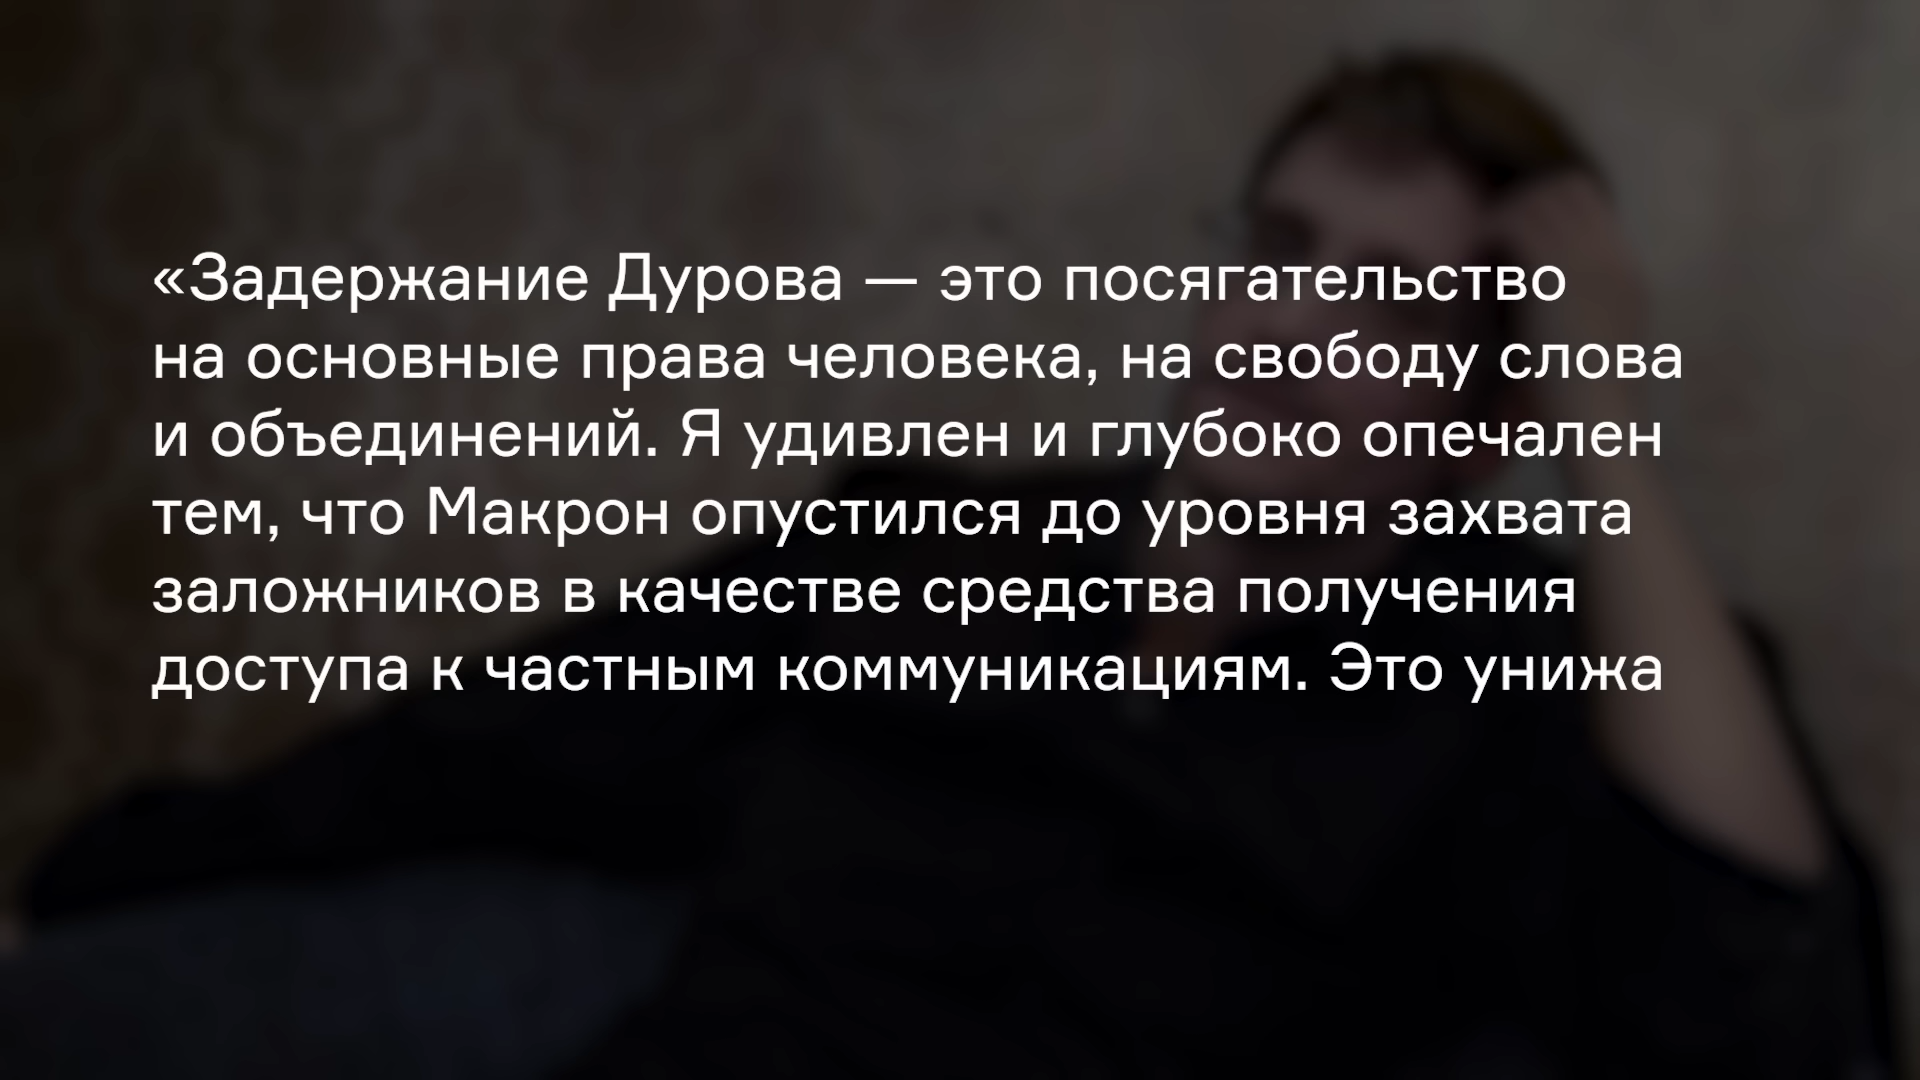 «Задержание Дурова — это посягательство
на основные права человека, на свободу слова
и объединений. Я удивлен и глубоко опечален
тем, что Макрон опустился до уровня захвата
заложников в качестве средства получения
доступа к частным коммуникациям. Это унижа